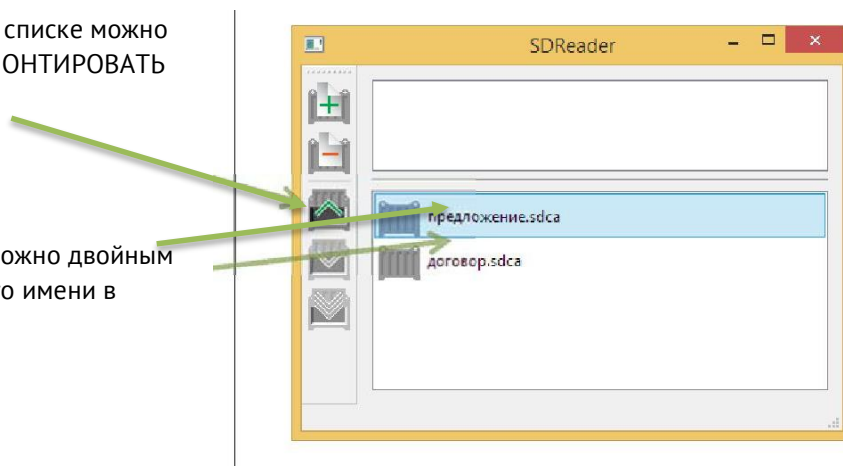 списке можно
ОНТИРОВАТЬ
ожно двойным
о имени в
SDReader
предложение.sdca
договор.sdca